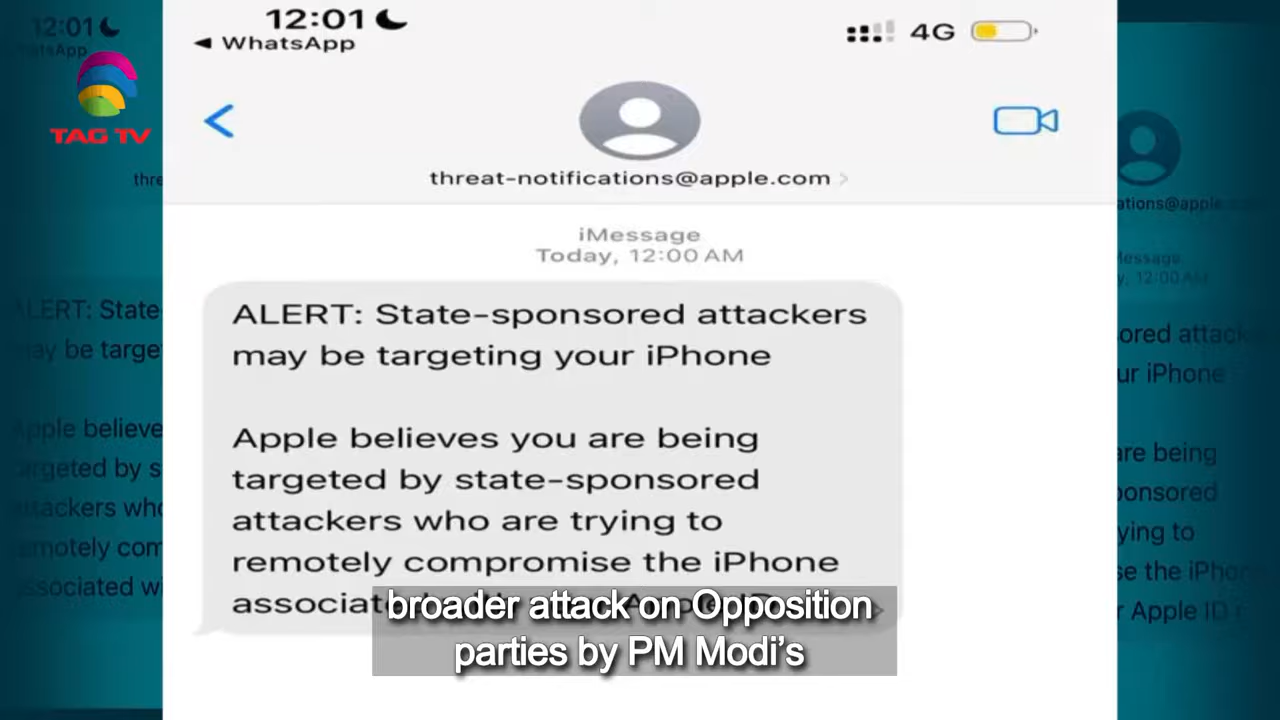 12:01
WhatsApp
4G
TAG TV
threat-notifications@apple.com
iMessage
Today, 12:00 AM
ALERT: State-sponsored attackers
may be targeting your iPhone
Apple believes you are being
targeted by state-sponsored
attackers who are trying to
remotely compromise the iPhone
broader attack on Opposition
parties by PM Modi's